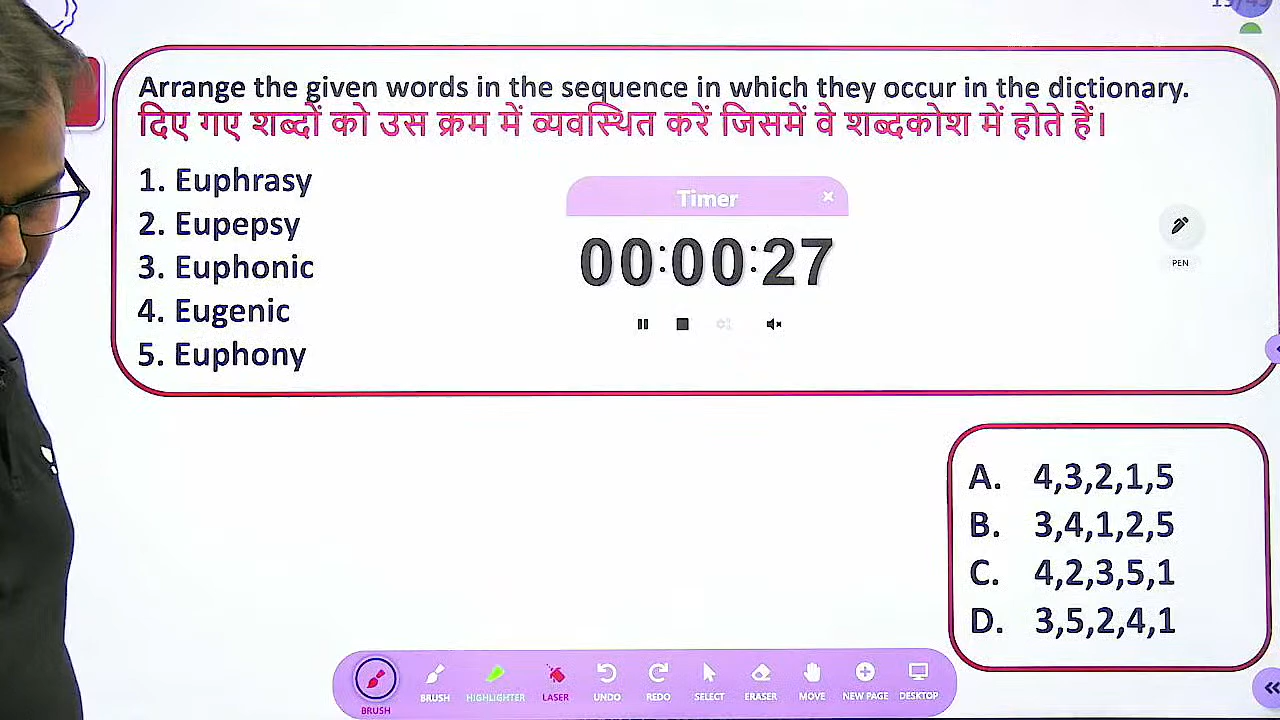 Arrange the given words in the sequence in which they occur in the dictionary.
दिए गए शब्दों को उस क्रम में व्यवस्थित करें जिसमें वे शब्दकोश में होते हैं।
1. Euphrasy
2. Eupepsy
3. Euphonic
4. Eugenic
5. Euphony
Timer
00:00:27
PEN
A. 4,3,2,1,5
B. 3,4,1,2,5
C. 4,2,3,5,1
D. 3,5,2,4,1
BRUSH BRUSH HIGHLIGHTER LASER UNDO REDO SELECT ERASER MOVE NEW PAGE DESKTOP